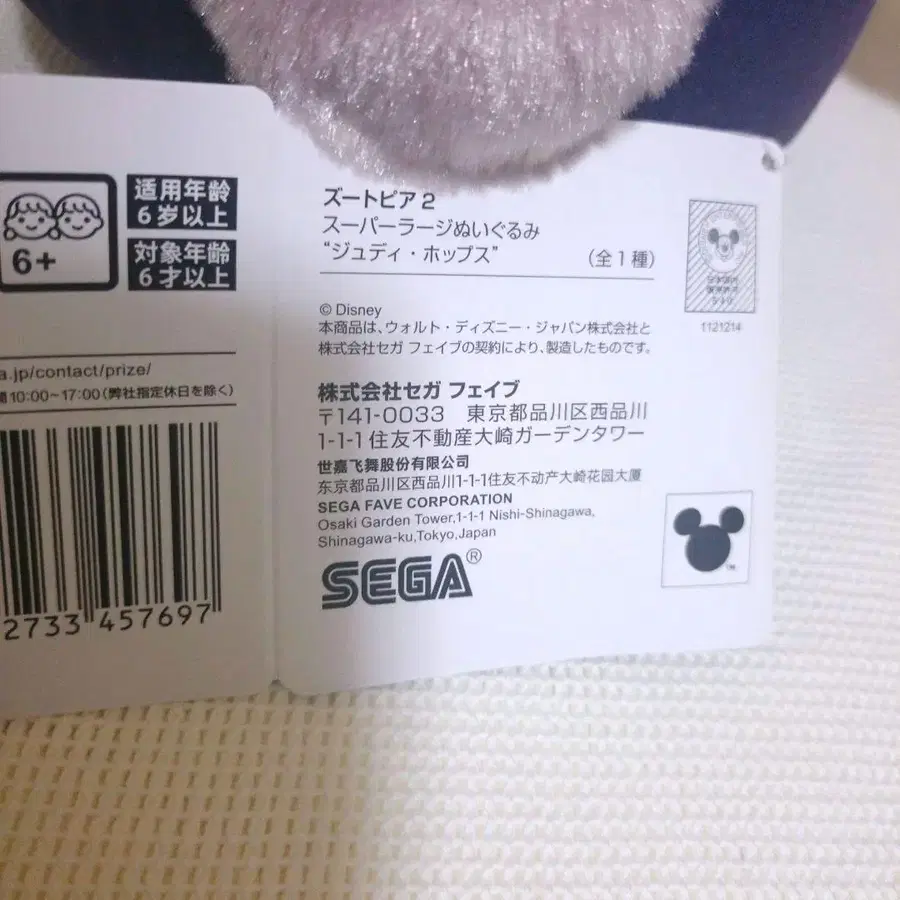 适用年龄
6岁以上
対象年齢
6才以上
6+
a.jp/contact/prize/
10:00~17:00(弊社指定休日を除く)
2733 457697
ズートピア2
スーパーラージぬいぐるみ
“ジュディ・ホップス” (全1種)
© Disney
本商品は、ウォルト・ディズニー・ジャパン株式会社と
株式会社セガ フェイブの契約により、製造したものです。
株式会社セガ フェイブ
〒141-0033 東京都品川区西品川
1-1-1住友不動産大崎ガーデンタワー
世嘉飞舞股份有限公司
东京都品川区西品川1-1-1住友不动产大崎花园大厦
SEGA FAVE CORPORATION
Osaki Garden Tower,1-1-1 Nishi-Shinagawa,
Shinagawa-ku,Tokyo,Japan
SEGA®
1121214
TM